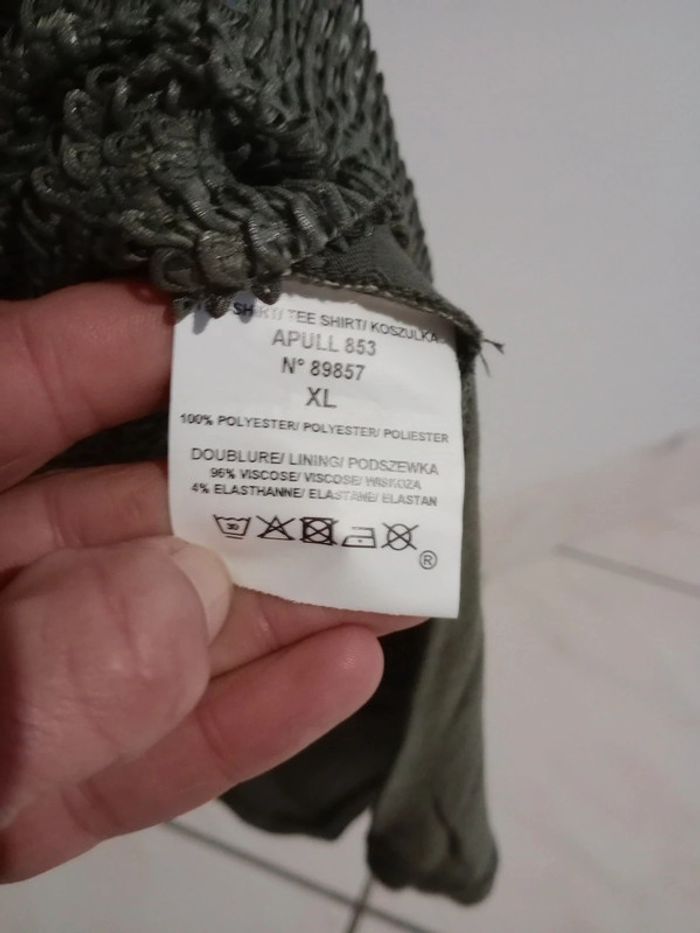 SHIRT/ TEE SHIRT/ KOSZULKA
APULL 853
N° 89857
XL
100% POLYESTER/ POLYESTER/ POLIESTER
DOUBLURE/ LINING/ PODSZEWKA
96% VISCOSE/ VISCOSE/ WISKOZA
4% ELASTHANNE/ ELASTANE/ ELASTAN
30
®